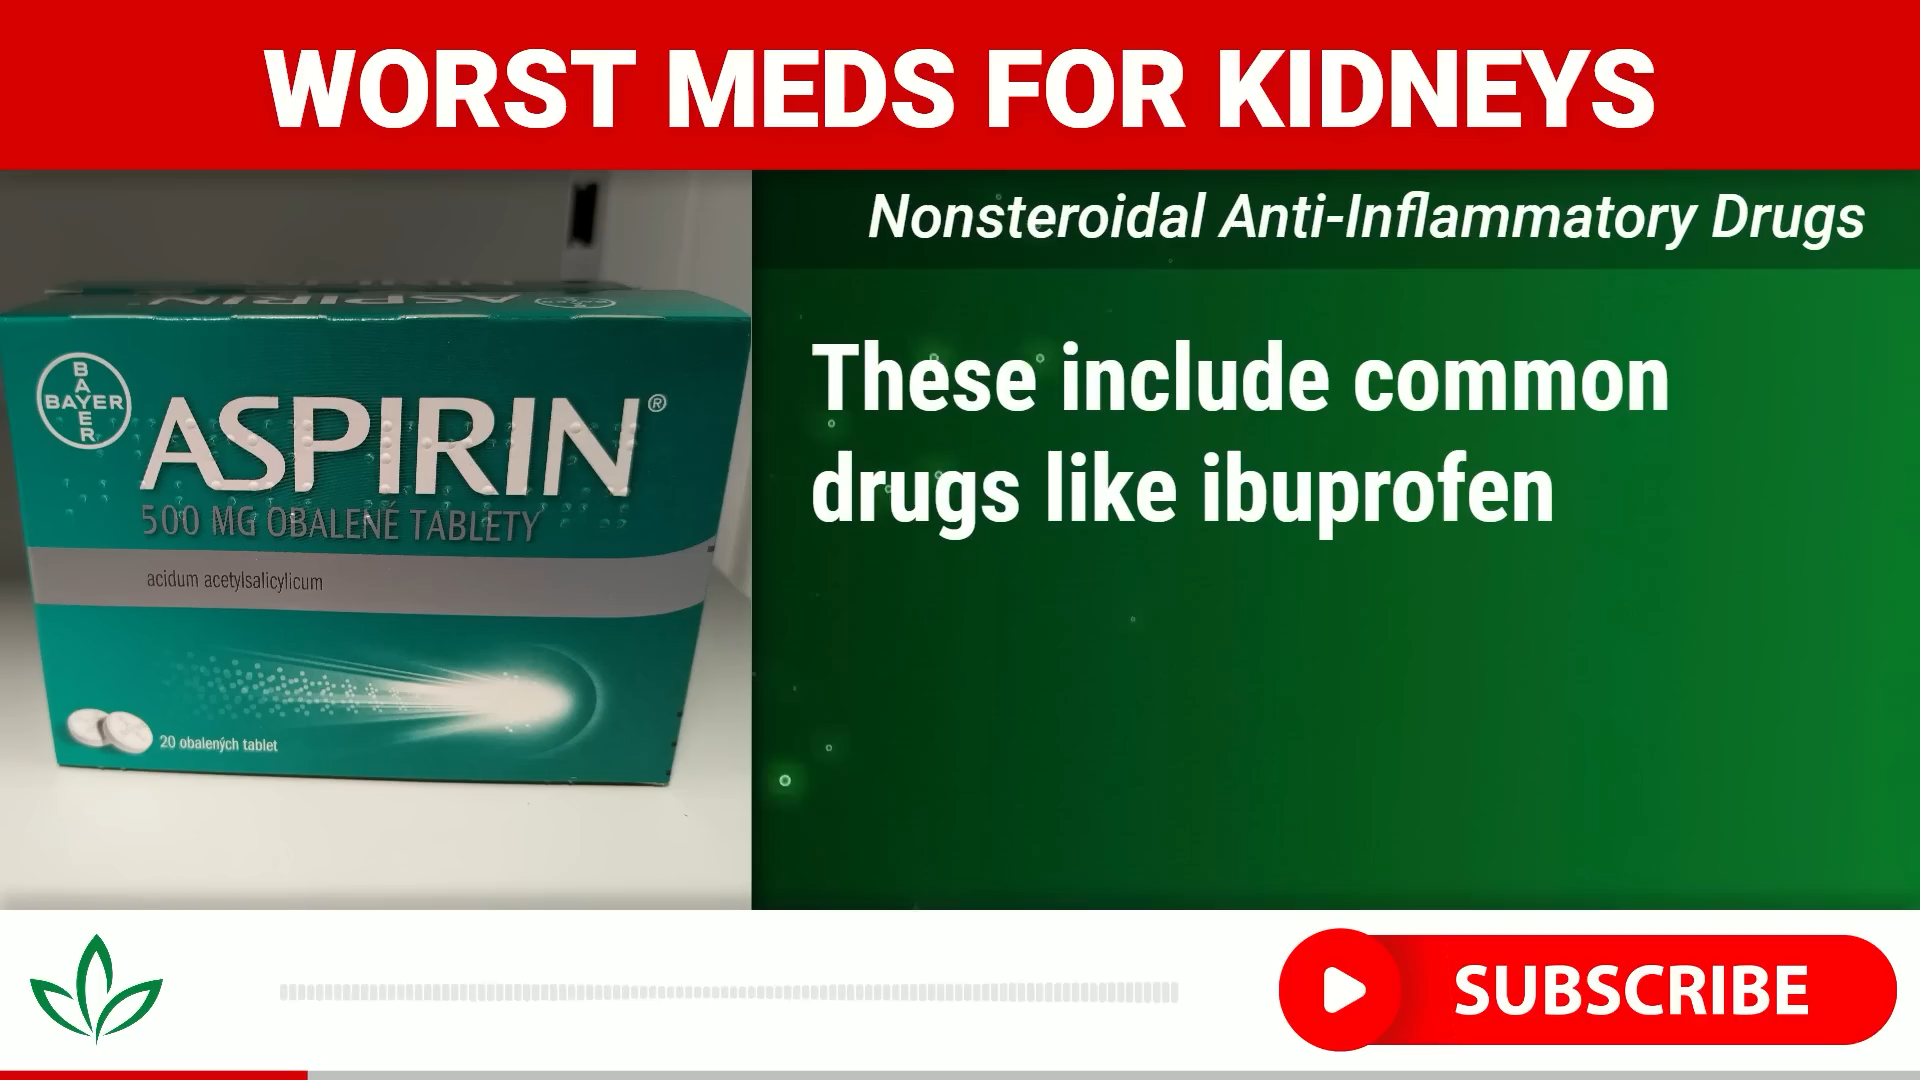 WORST MEDS FOR KIDNEYS
Nonsteroidal Anti-Inflammatory Drugs
These include common
drugs like ibuprofen
ASPIRIN
BAYER
BAYER
ASPIRIN®
500 MG OBALENÉ TABLETY
acidum acetylsalicylicum
20 obalených tablet
SUBSCRIBE